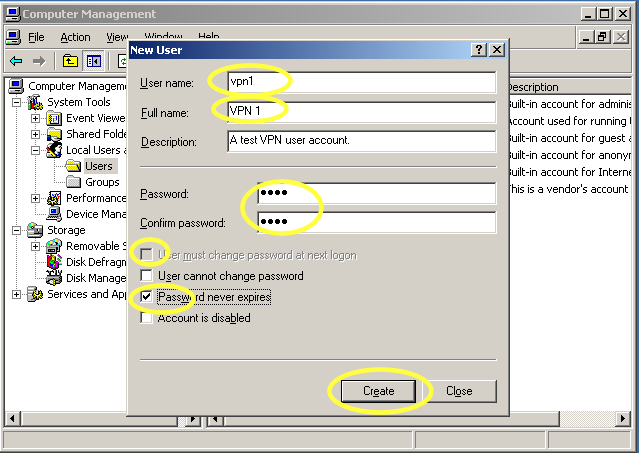 Computer Management
File Action View Window Help
New User
User name: vpn1
Full name: VPN 1
Description: A test VPN user account.
Password: ●●●●
Confirm password: ●●●●
User must change password at next logon
User cannot change password
Password never expires
Account is disabled
Create Close
Computer Manageme
System Tools
Event Viewe
Shared Folde
Local Users a
Users
Groups
Performance
Device Mana
Storage
Removable S
Disk Defragm
Disk Manage
Services and App
Description
Built-in account for adminis
Account used for running
Built-in account for guest a
Built-in account for anonym
Built-in account for Interne
This is a vendor's account